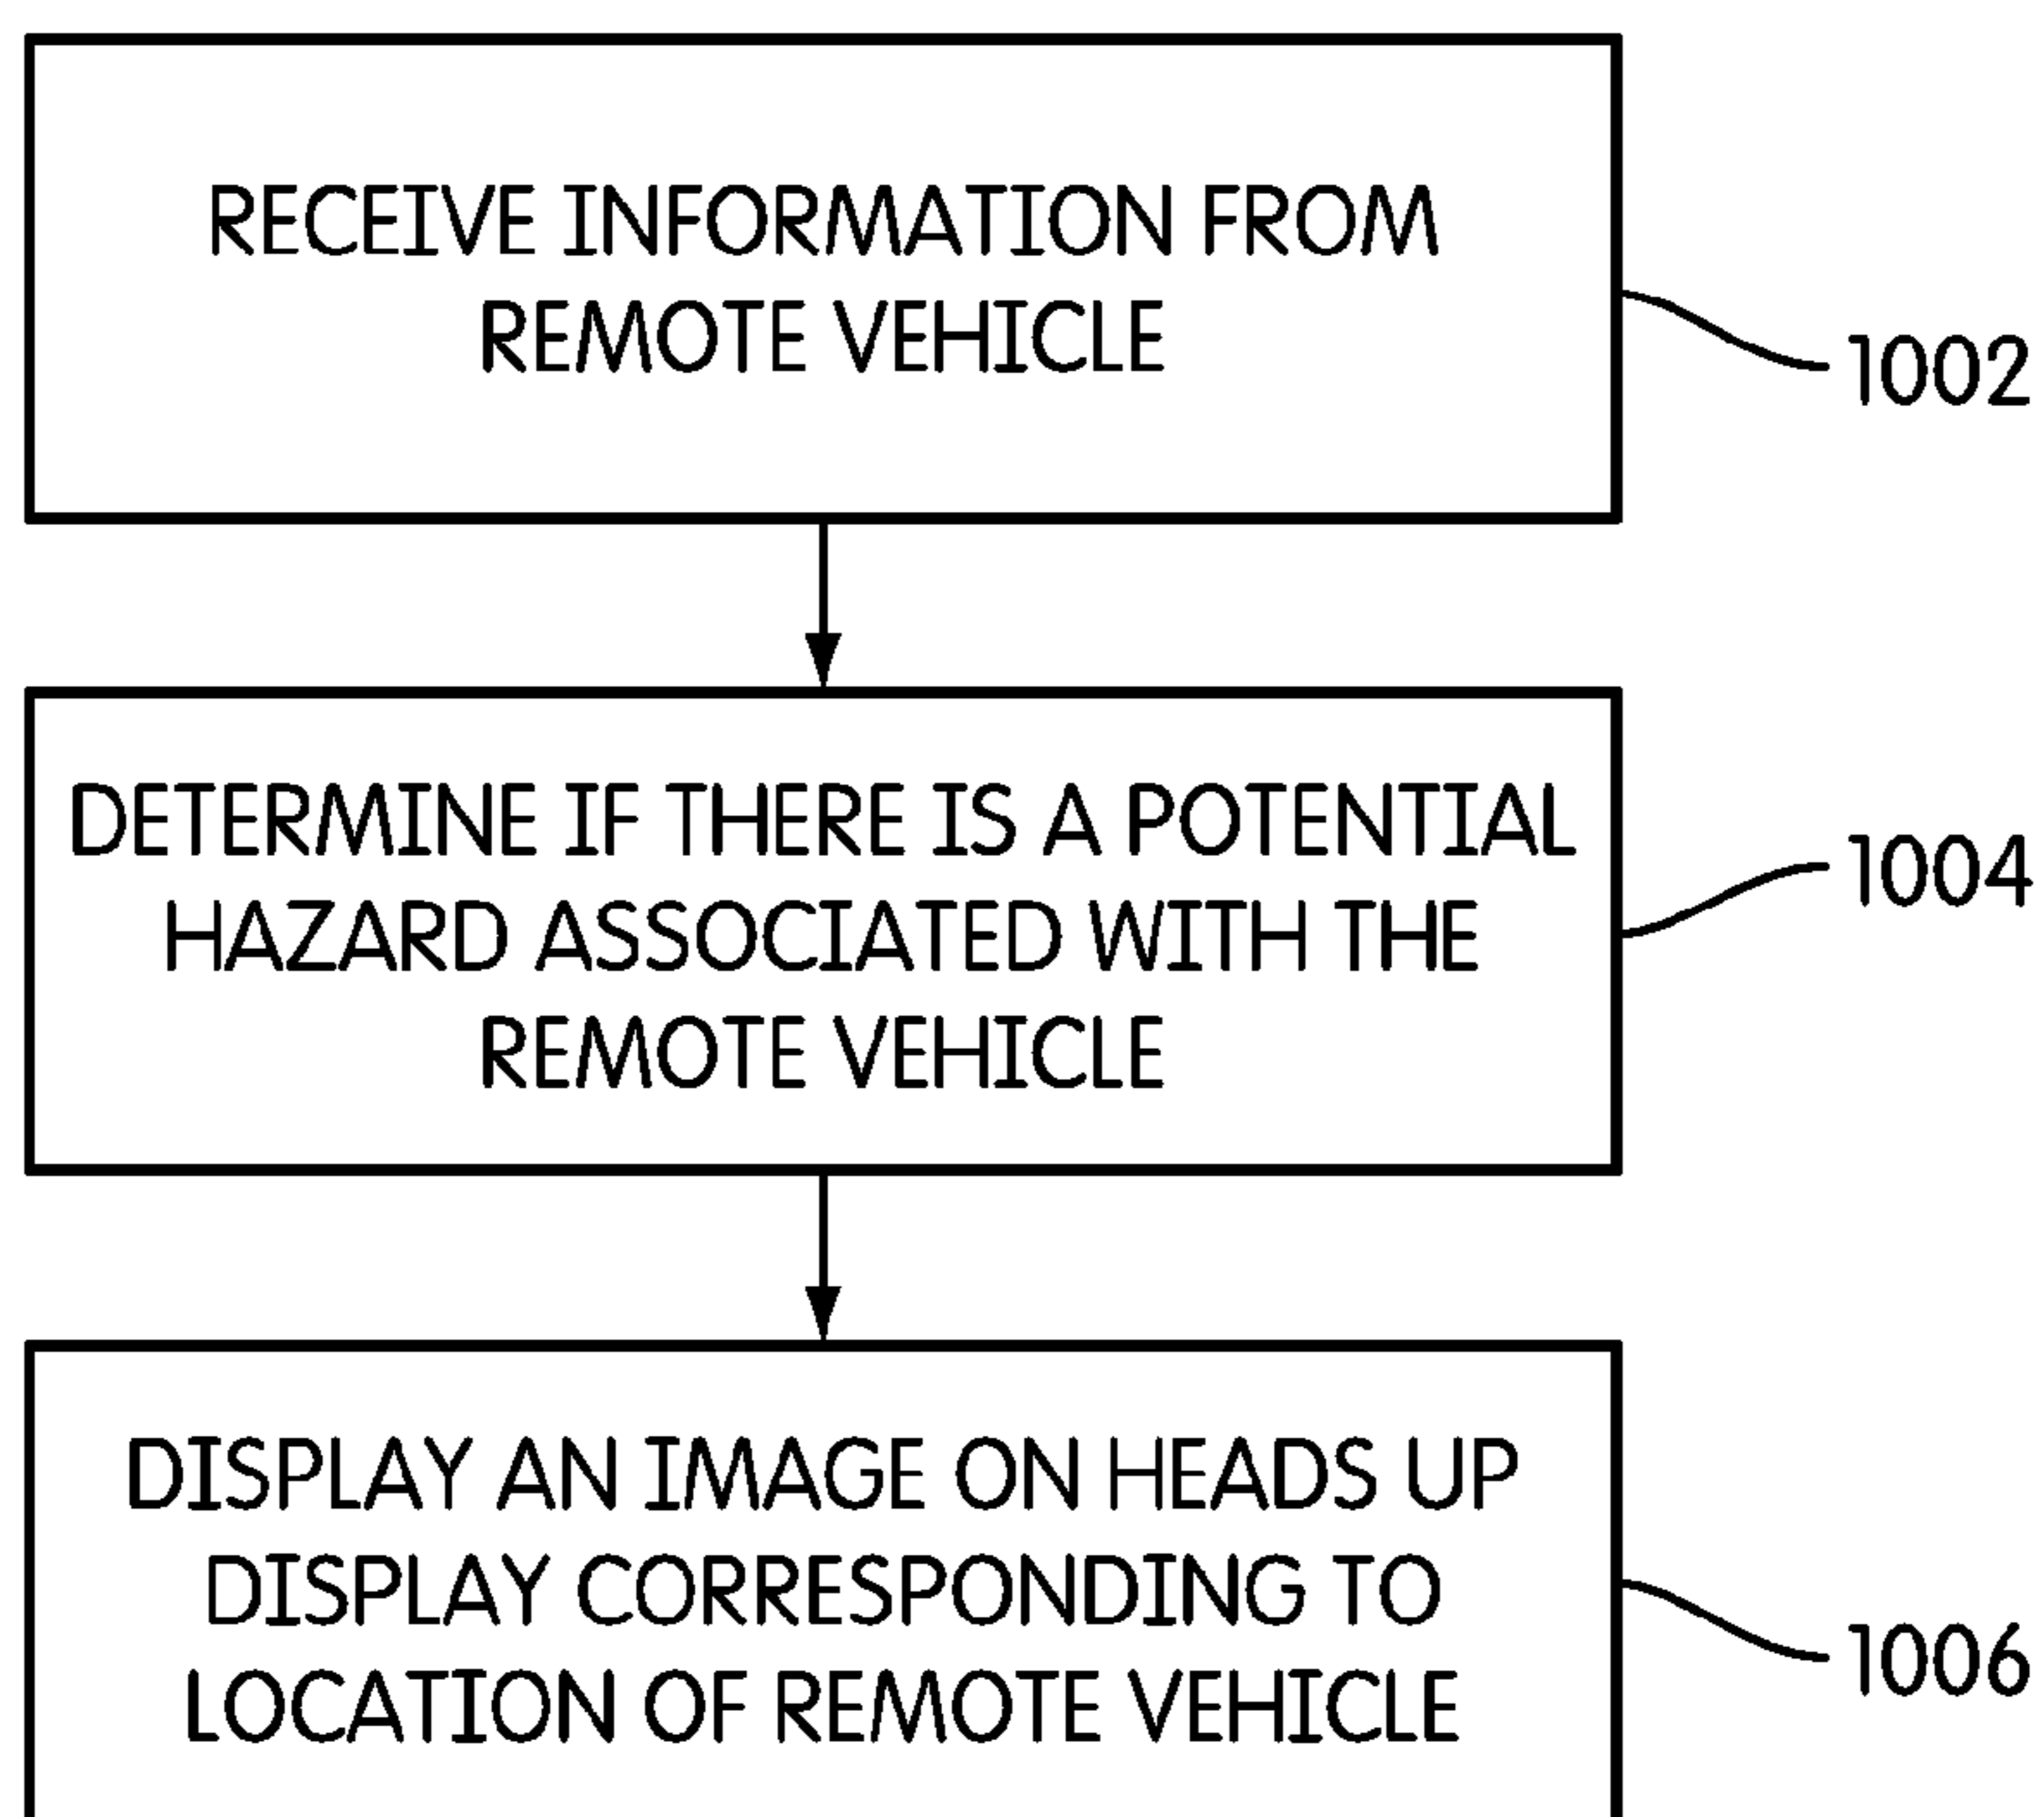 RECEIVE INFORMATION FROM
REMOTE VEHICLE
1002
DETERMINE IF THERE IS A POTENTIAL
HAZARD ASSOCIATED WITH THE
REMOTE VEHICLE
1004
DISPLAY AN IMAGE ON HEADS UP
DISPLAY CORRESPONDING TO
LOCATION OF REMOTE VEHICLE
1006